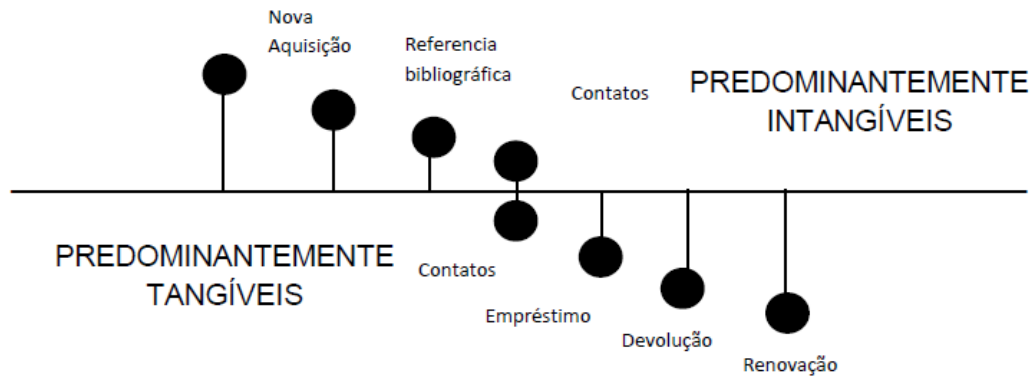 Nova
Aquisição
Referencia
bibliográfica
Contatos
PREDOMINANTEMENTE
INTANGÍVEIS
PREDOMINANTEMENTE
TANGÍVEIS
Contatos
Empréstimo
Devolução
Renovação